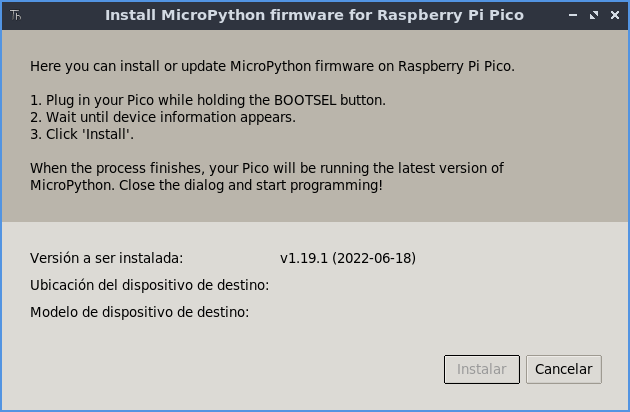 Th
Install MicroPython firmware for Raspberry Pi Pico
Here you can install or update MicroPython firmware on Raspberry Pi Pico.
1. Plug in your Pico while holding the BOOTSEL button.
2. Wait until device information appears.
3. Click 'Install'.
When the process finishes, your Pico will be running the latest version of
MicroPython. Close the dialog and start programming!
Versión a ser instalada: v1.19.1 (2022-06-18)
Ubicación del dispositivo de destino:
Modelo de dispositivo de destino:
Instalar Cancelar